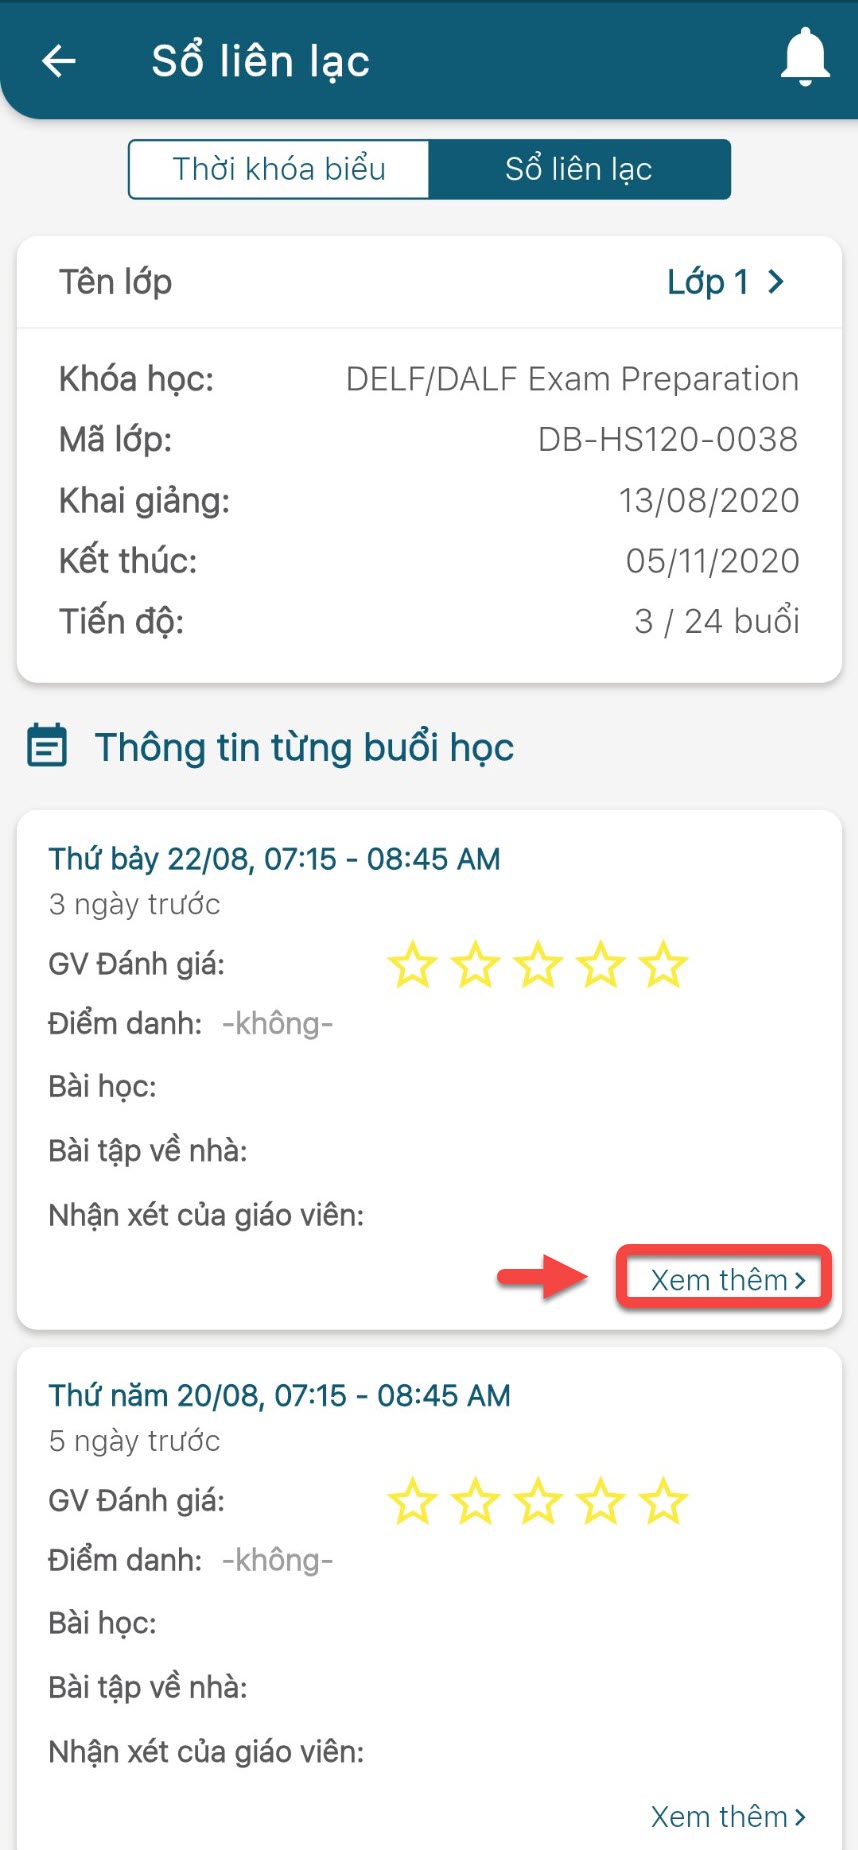 Sổ liên lạc
Thời khóa biểu Sổ liên lạc
Tên lớp Lớp 1
Khóa học: DELF/DALF Exam Preparation
Mã lớp: DB-HS120-0038
Khai giảng: 13/08/2020
Kết thúc: 05/11/2020
Tiến độ: 3 / 24 buổi
Thông tin từng buổi học
Thứ bảy 22/08, 07:15 - 08:45 AM
3 ngày trước
GV Đánh giá:
Điểm danh: -không-
Bài học:
Bài tập về nhà:
Nhận xét của giáo viên:
Xem thêm
Thứ năm 20/08, 07:15 - 08:45 AM
5 ngày trước
GV Đánh giá:
Điểm danh: -không-
Bài học:
Bài tập về nhà:
Nhận xét của giáo viên:
Xem thêm